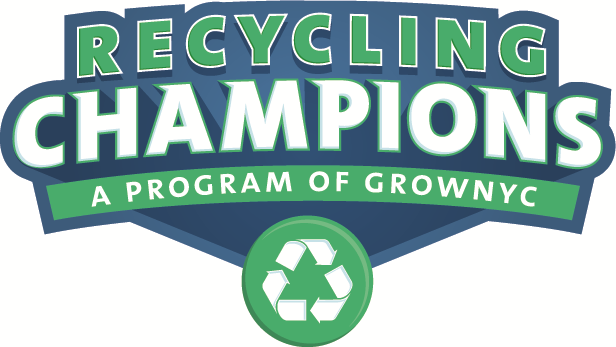 RECYCLING
CHAMPIONS
A PROGRAM OF GROWNYC